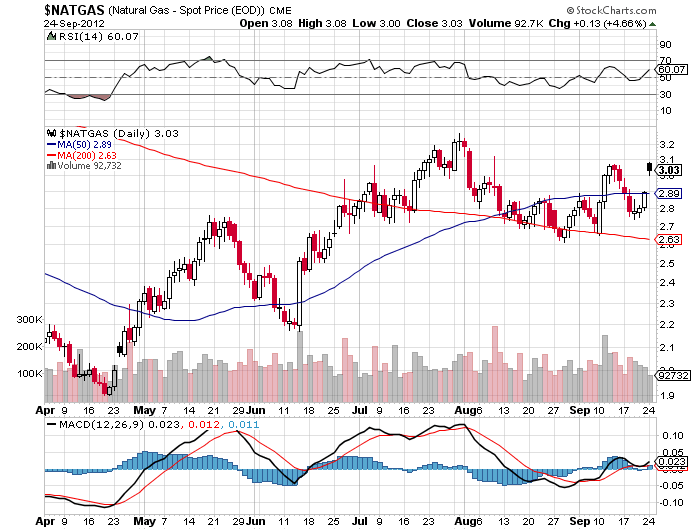 $NATGAS (Natural Gas - Spot Price (EOD)) CME © StockCharts.com
24-Sep-2012 Open 3.08 High 3.08 Low 3.00 Close 3.03 Volume 92.7K Chg +0.13 (+4.66%)
RSI(14) 60.07
90
70
60.07
50
30
10
$NATGAS (Daily) 3.03
MA(50) 2.89
MA(200) 2.63
Volume 92,732
3.2
3.1
3.03
2.89
2.8
2.7
2.63
2.5
2.4
2.3
2.2
2.1
2.0
1.9
300K
200K
100K
92732
Apr 9 16 23 May 7 14 21 29 Jun 11 18 25 Jul 9 16 23 Aug 6 13 20 27 Sep 10 17 24
MACD(12,26,9) 0.023, 0.012, 0.011
0.10
0.05
0.023
-0.05
-0.10
Apr 9 16 23 May 7 14 21 29 Jun 11 18 25 Jul 9 16 23 Aug 6 13 20 27 Sep 10 17 24